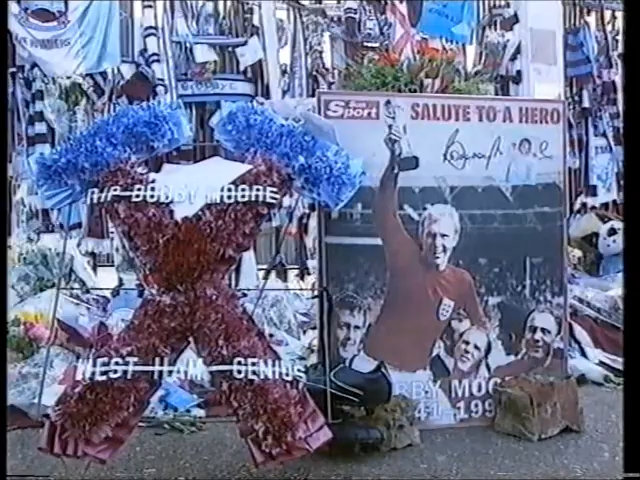 Sun Sport SALUTE TO A HERO
RIP BOBBY MOORE
WEST HAM GENIUS
BBY MOO
41 199